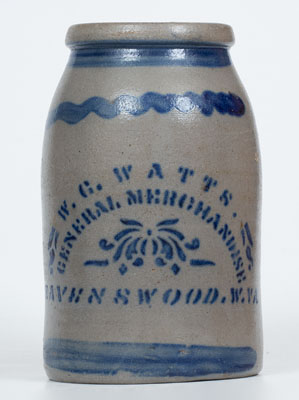 W. C. WATTS.
GENERAL MERCHANDISE
RAVENSWOOD. W. VA